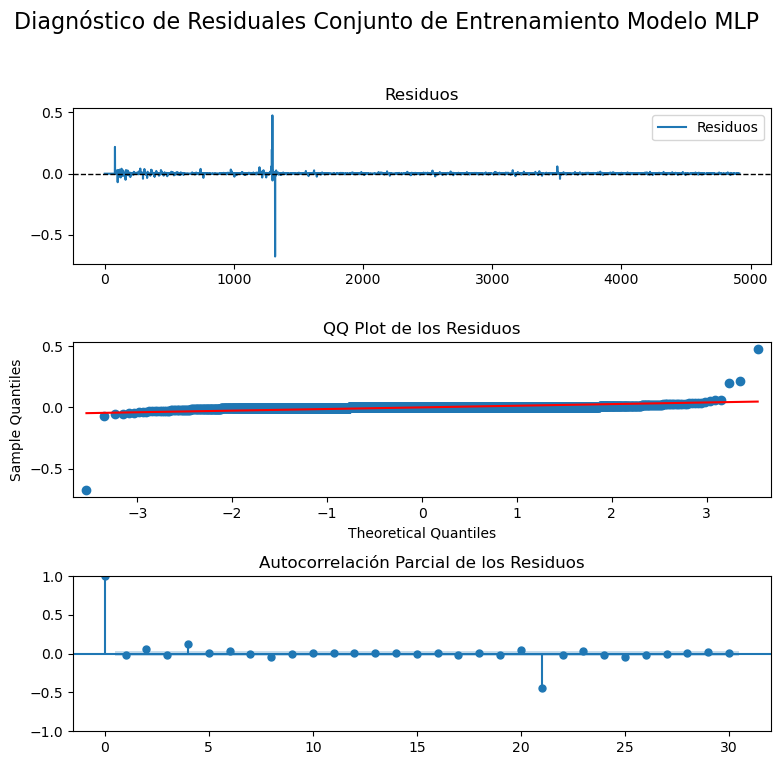 Diagnóstico de Residuales Conjunto de Entrenamiento Modelo MLP
Residuos
0.5
0.0
−0.5
Residuos
0 1000 2000 3000 4000 5000
QQ Plot de los Residuos
Sample Quantiles
0.5
0.0
−0.5
−3 −2 −1 0 1 2 3
Theoretical Quantiles
Autocorrelación Parcial de los Residuos
1.0
0.5
0.0
−0.5
−1.0
0 5 10 15 20 25 30